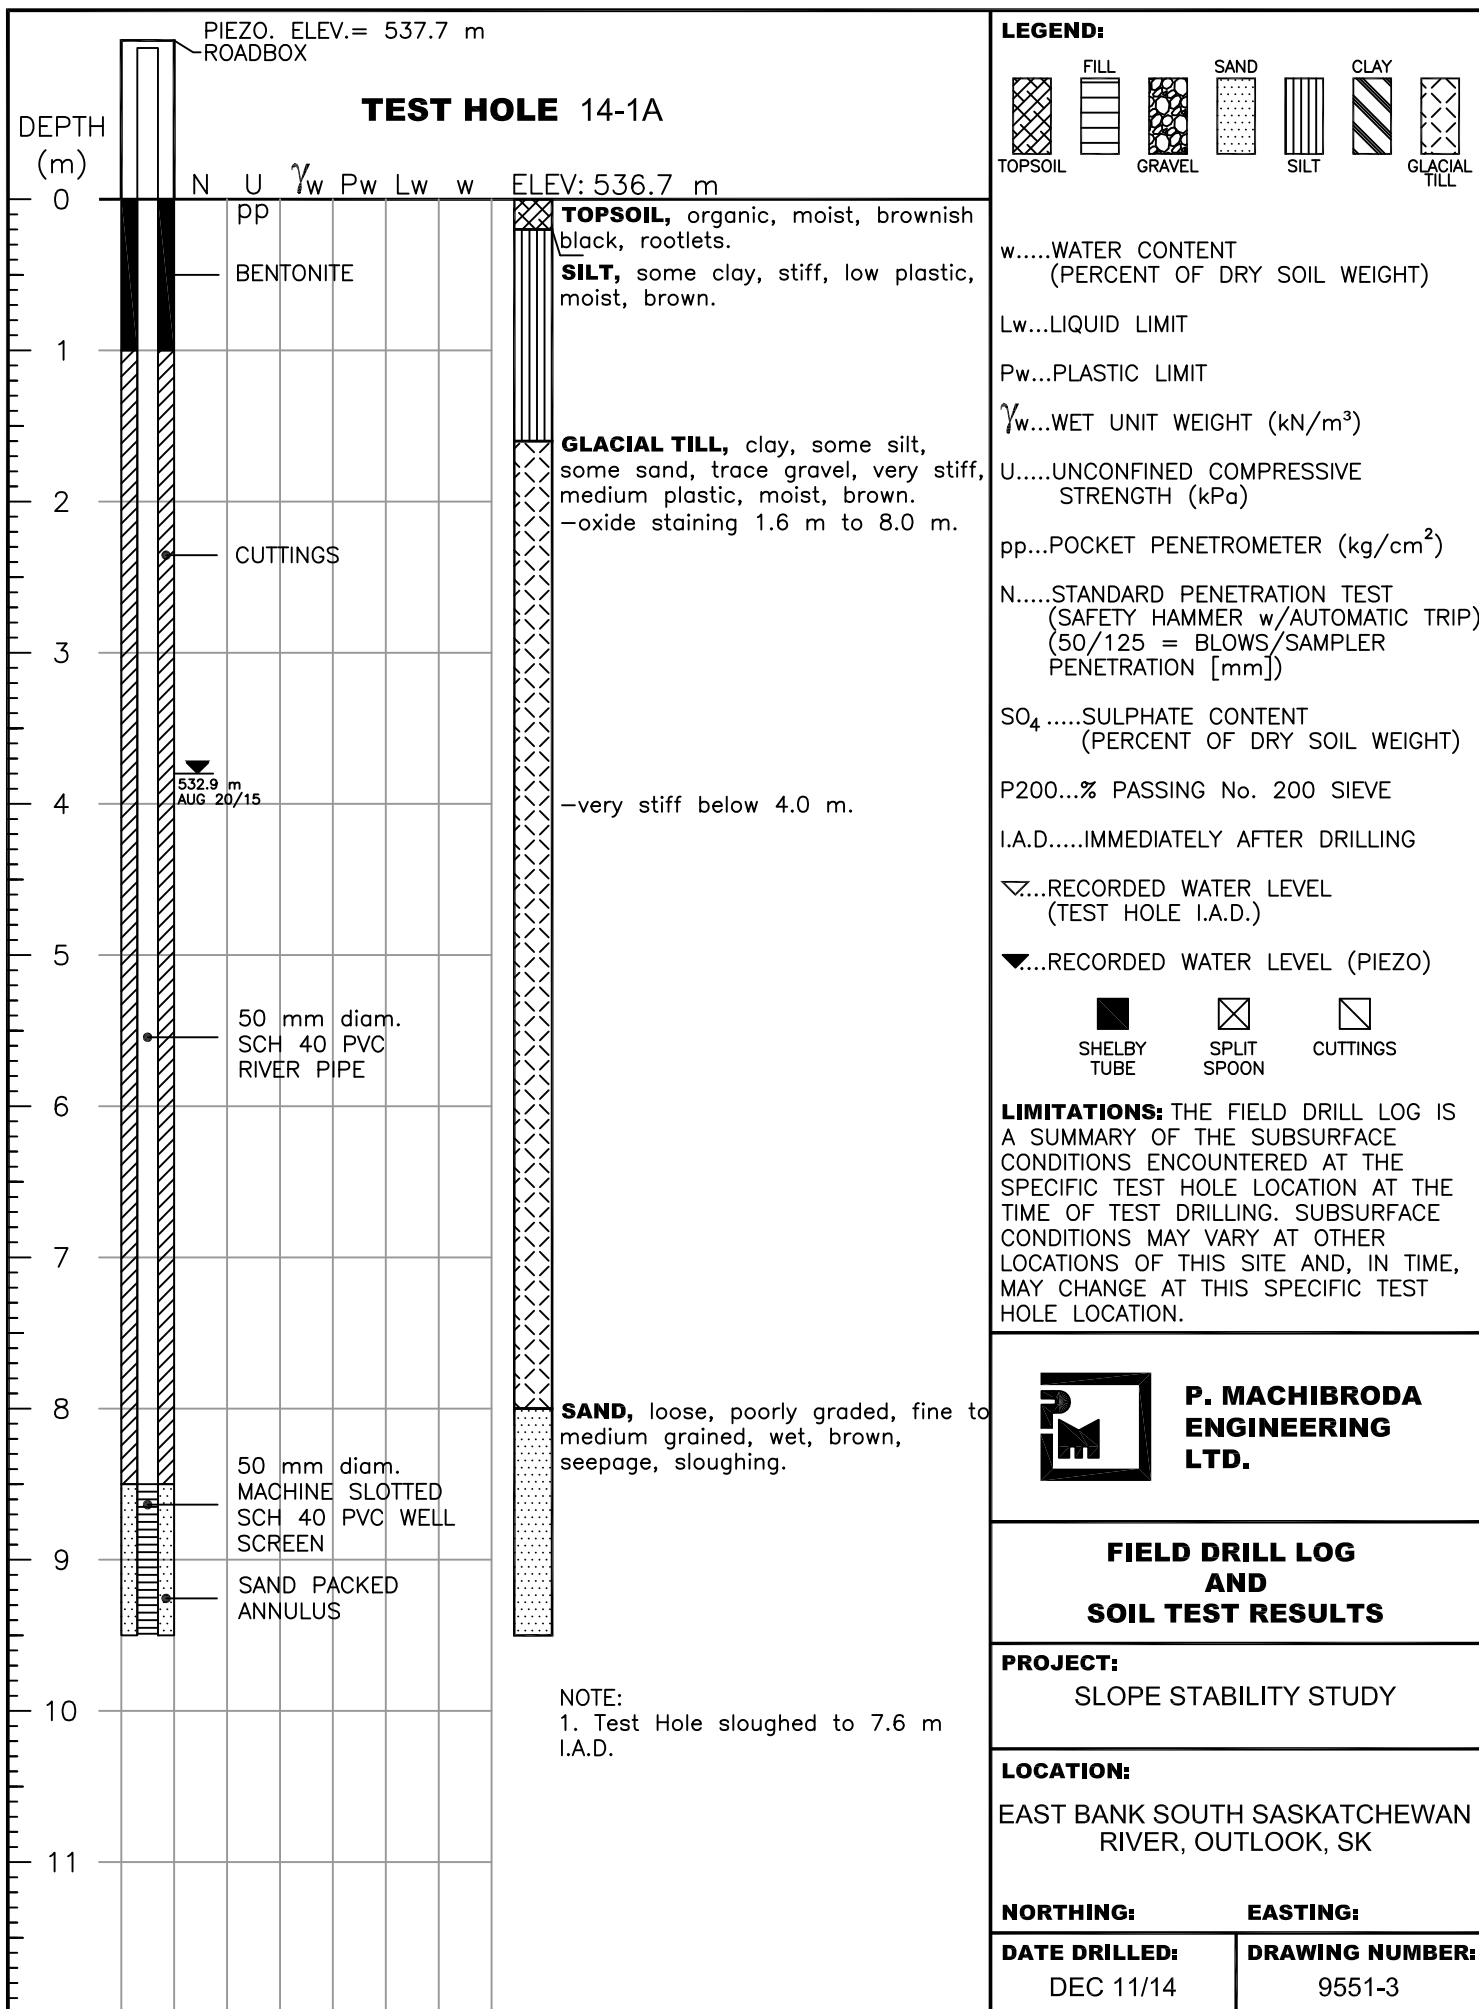 PIEZO. ELEV.= 537.7 m
ROADBOX
TEST HOLE 14-1A
DEPTH
(m)
N U γw Pw Lw w ELEV: 536.7 m
pp
0
1
2
3
4
5
6
7
8
9
10
11
BENTONITE
CUTTINGS
532.9 m
AUG 20/15
50 mm diam.
SCH 40 PVC
RIVER PIPE
50 mm diam.
MACHINE SLOTTED
SCH 40 PVC WELL
SCREEN
SAND PACKED
ANNULUS
TOPSOIL, organic, moist, brownish
black, rootlets.
SILT, some clay, stiff, low plastic,
moist, brown.
GLACIAL TILL, clay, some silt,
some sand, trace gravel, very stiff,
medium plastic, moist, brown.
-oxide staining 1.6 m to 8.0 m.
-very stiff below 4.0 m.
SAND, loose, poorly graded, fine to
medium grained, wet, brown,
seepage, sloughing.
NOTE:
1. Test Hole sloughed to 7.6 m
I.A.D.
LEGEND:
FILL SAND CLAY
TOPSOIL GRAVEL SILT GLACIAL
TILL
w.....WATER CONTENT
(PERCENT OF DRY SOIL WEIGHT)
Lw...LIQUID LIMIT
Pw...PLASTIC LIMIT
γw...WET UNIT WEIGHT (kN/m³)
U.....UNCONFINED COMPRESSIVE
STRENGTH (kPa)
pp...POCKET PENETROMETER (kg/cm²)
N.....STANDARD PENETRATION TEST
(SAFETY HAMMER w/AUTOMATIC TRIP)
(50/125 = BLOWS/SAMPLER
PENETRATION [mm])
SO₄.....SULPHATE CONTENT
(PERCENT OF DRY SOIL WEIGHT)
P200...% PASSING No. 200 SIEVE
I.A.D.....IMMEDIATELY AFTER DRILLING
....RECORDED WATER LEVEL
(TEST HOLE I.A.D.)
....RECORDED WATER LEVEL (PIEZO)
SHELBY SPLIT CUTTINGS
TUBE SPOON
LIMITATIONS: THE FIELD DRILL LOG IS
A SUMMARY OF THE SUBSURFACE
CONDITIONS ENCOUNTERED AT THE
SPECIFIC TEST HOLE LOCATION AT THE
TIME OF TEST DRILLING. SUBSURFACE
CONDITIONS MAY VARY AT OTHER
LOCATIONS OF THIS SITE AND, IN TIME,
MAY CHANGE AT THIS SPECIFIC TEST
HOLE LOCATION.
P. MACHIBRODA
ENGINEERING
LTD.
FIELD DRILL LOG
AND
SOIL TEST RESULTS
PROJECT:
SLOPE STABILITY STUDY
LOCATION:
EAST BANK SOUTH SASKATCHEWAN
RIVER, OUTLOOK, SK
NORTHING: EASTING:
DATE DRILLED: DRAWING NUMBER:
DEC 11/14 9551-3